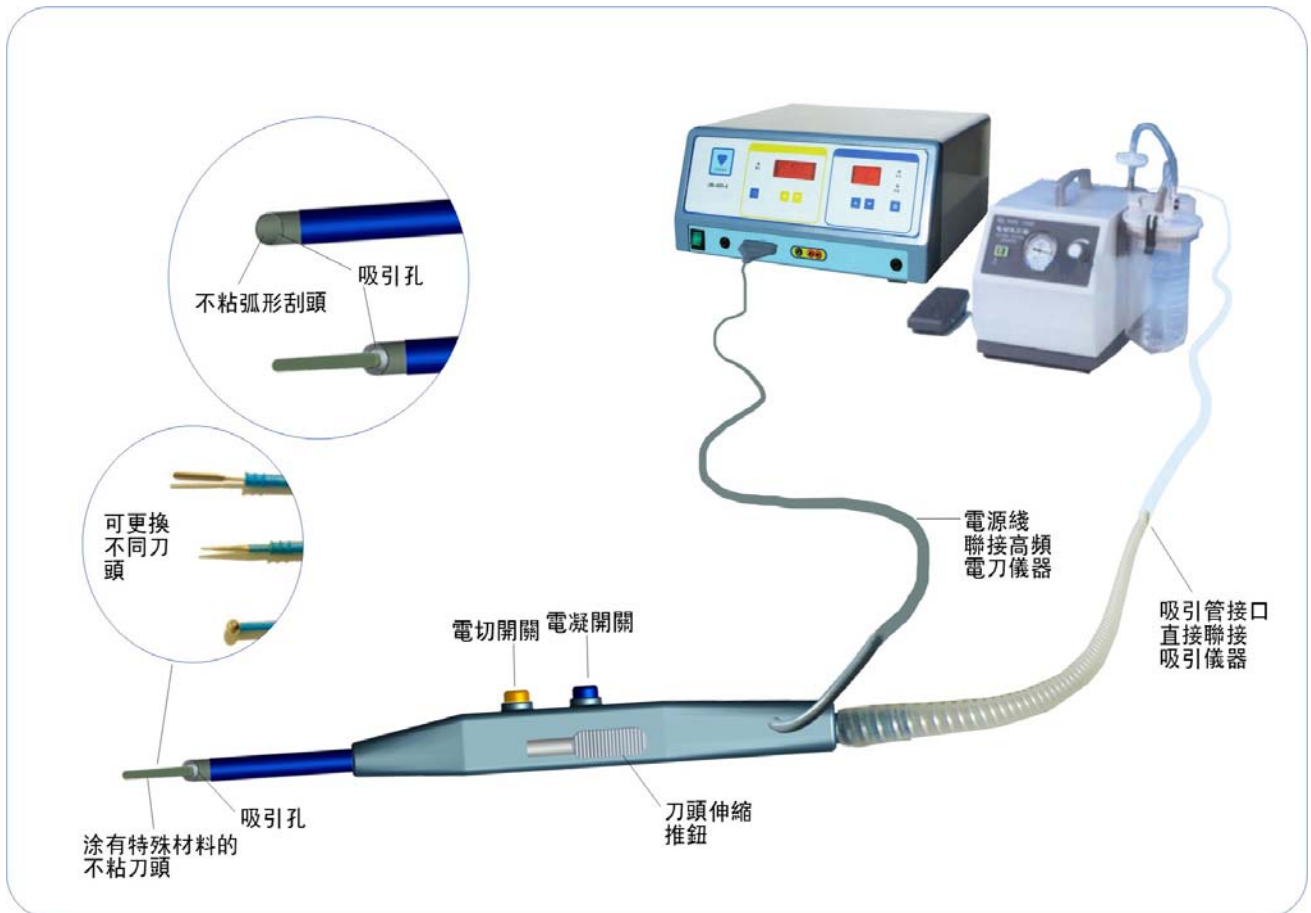 吸引孔
不粘弧形刮頭
可更換
不同刀
頭
電源綫
聯接高頻
電刀儀器
吸引管接口
直接聯接
吸引儀器
電切開關
電凝開關
吸引孔
刀頭伸縮
推鈕
涂有特殊材料的
不粘刀頭